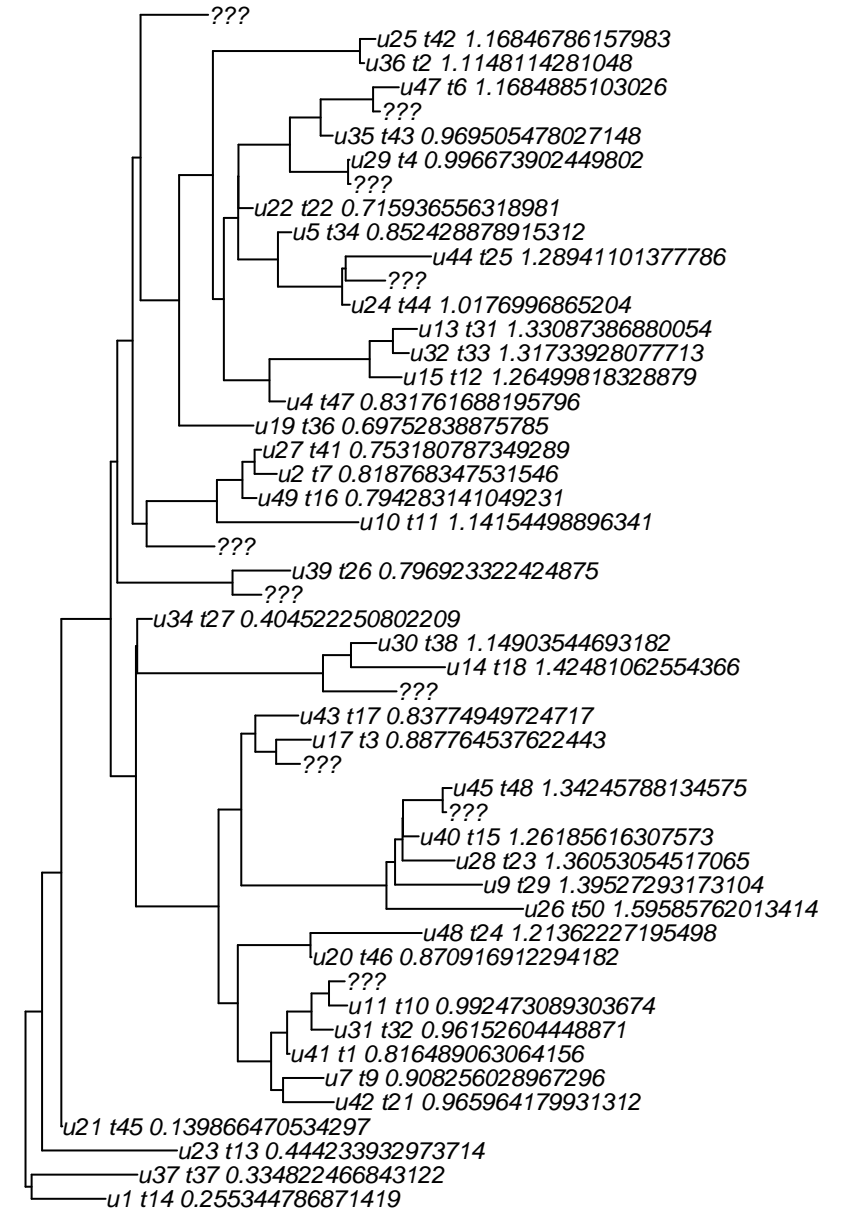 ???
u25 t42 1.16846786157983
u36 t2 1.1148114281048
u47 t6 1.1684885103026
???
u35 t43 0.969505478027148
u29 t4 0.996673902449802
???
u22 t22 0.715936556318981
u5 t34 0.852428878915312
u44 t25 1.28941101377786
???
u24 t44 1.0176996865204
u13 t31 1.33087386880054
u32 t33 1.31733928077713
u15 t12 1.26499818328879
u4 t47 0.831761688195796
u19 t36 0.69752838875785
u27 t41 0.753180787349289
u2 t7 0.818768347531546
u49 t16 0.794283141049231
u10 t11 1.14154498896341
???
u39 t26 0.796923322424875
???
u34 t27 0.404522250802209
u30 t38 1.14903544693182
u14 t18 1.42481062554366
???
u43 t17 0.83774949724717
u17 t3 0.887764537622443
???
u45 t48 1.34245788134575
???
u40 t15 1.26185616307573
u28 t23 1.36053054517065
u9 t29 1.39527293173104
u26 t50 1.59585762013414
u48 t24 1.21362227195498
u20 t46 0.870916912294182
???
u11 t10 0.992473089303674
u31 t32 0.96152604448871
u41 t1 0.816489063064156
u7 t9 0.908256028967296
u42 t21 0.965964179931312
u21 t45 0.139866470534297
u23 t13 0.444233932973714
u37 t37 0.334822466843122
u1 t14 0.255344786871419